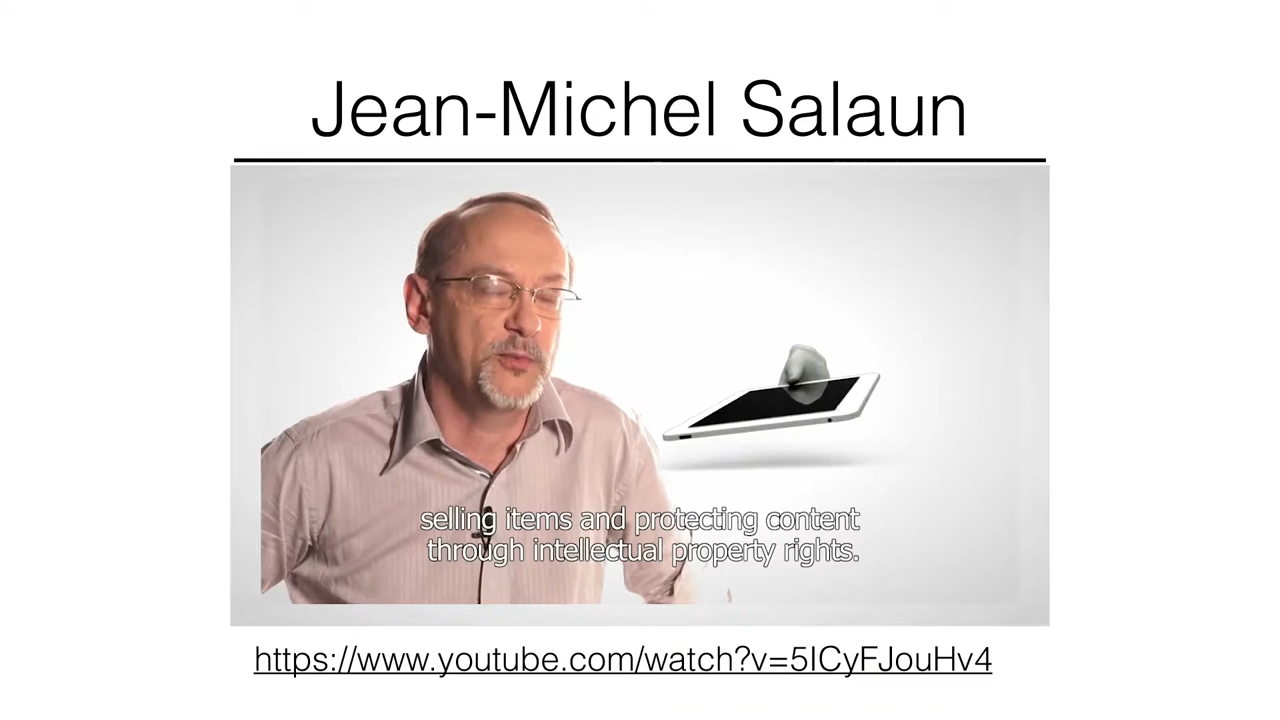 Jean-Michel Salaun
selling items and protecting content
through intellectual property rights.
https://www.youtube.com/watch?v=5ICyFJouHv4